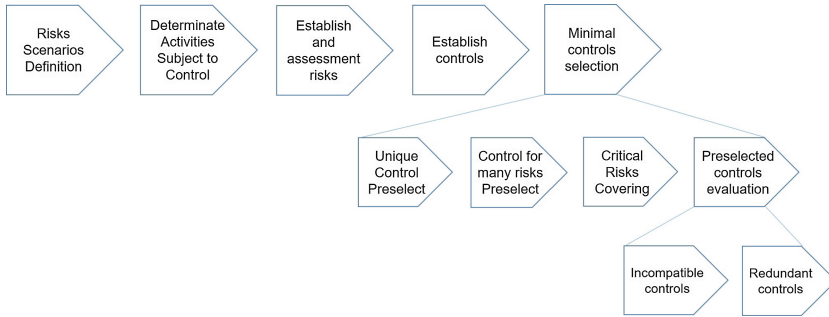 Risks
Scenarios
Definition
Determinate
Activities
Subject to
Control
Establish
and
assessment
risks
Establish
controls
Minimal
controls
selection
Unique
Control
Preselect
Control for
many risks
Preselect
Critical
Risks
Covering
Preselected
controls
evaluation
Incompatible
controls
Redundant
controls